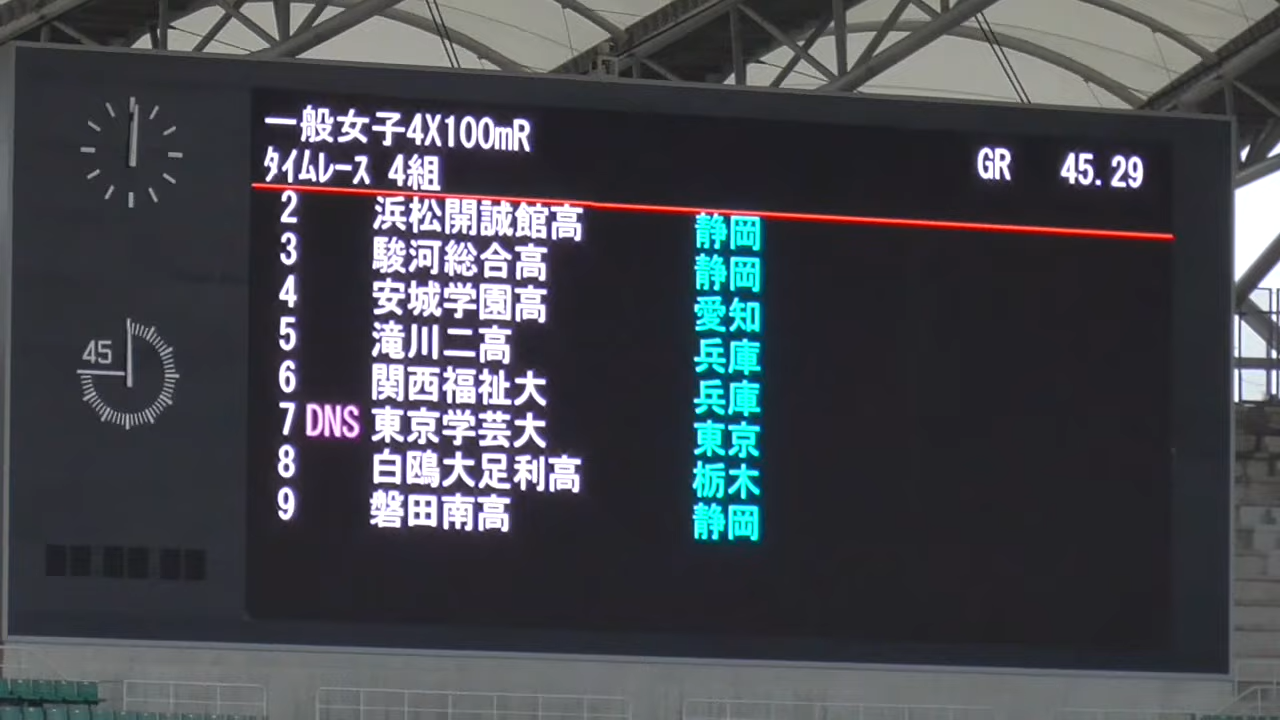 一般女子4X100mR
ﾀｲﾑﾚｰｽ 4組 GR 45.29
2 浜松開誠館高 静岡
3 駿河総合高 静岡
4 安城学園高 愛知
5 滝川二高 兵庫
6 関西福祉大 兵庫
7 DNS 東京学芸大 東京
8 白鴎大足利高 栃木
9 磐田南高 静岡
45